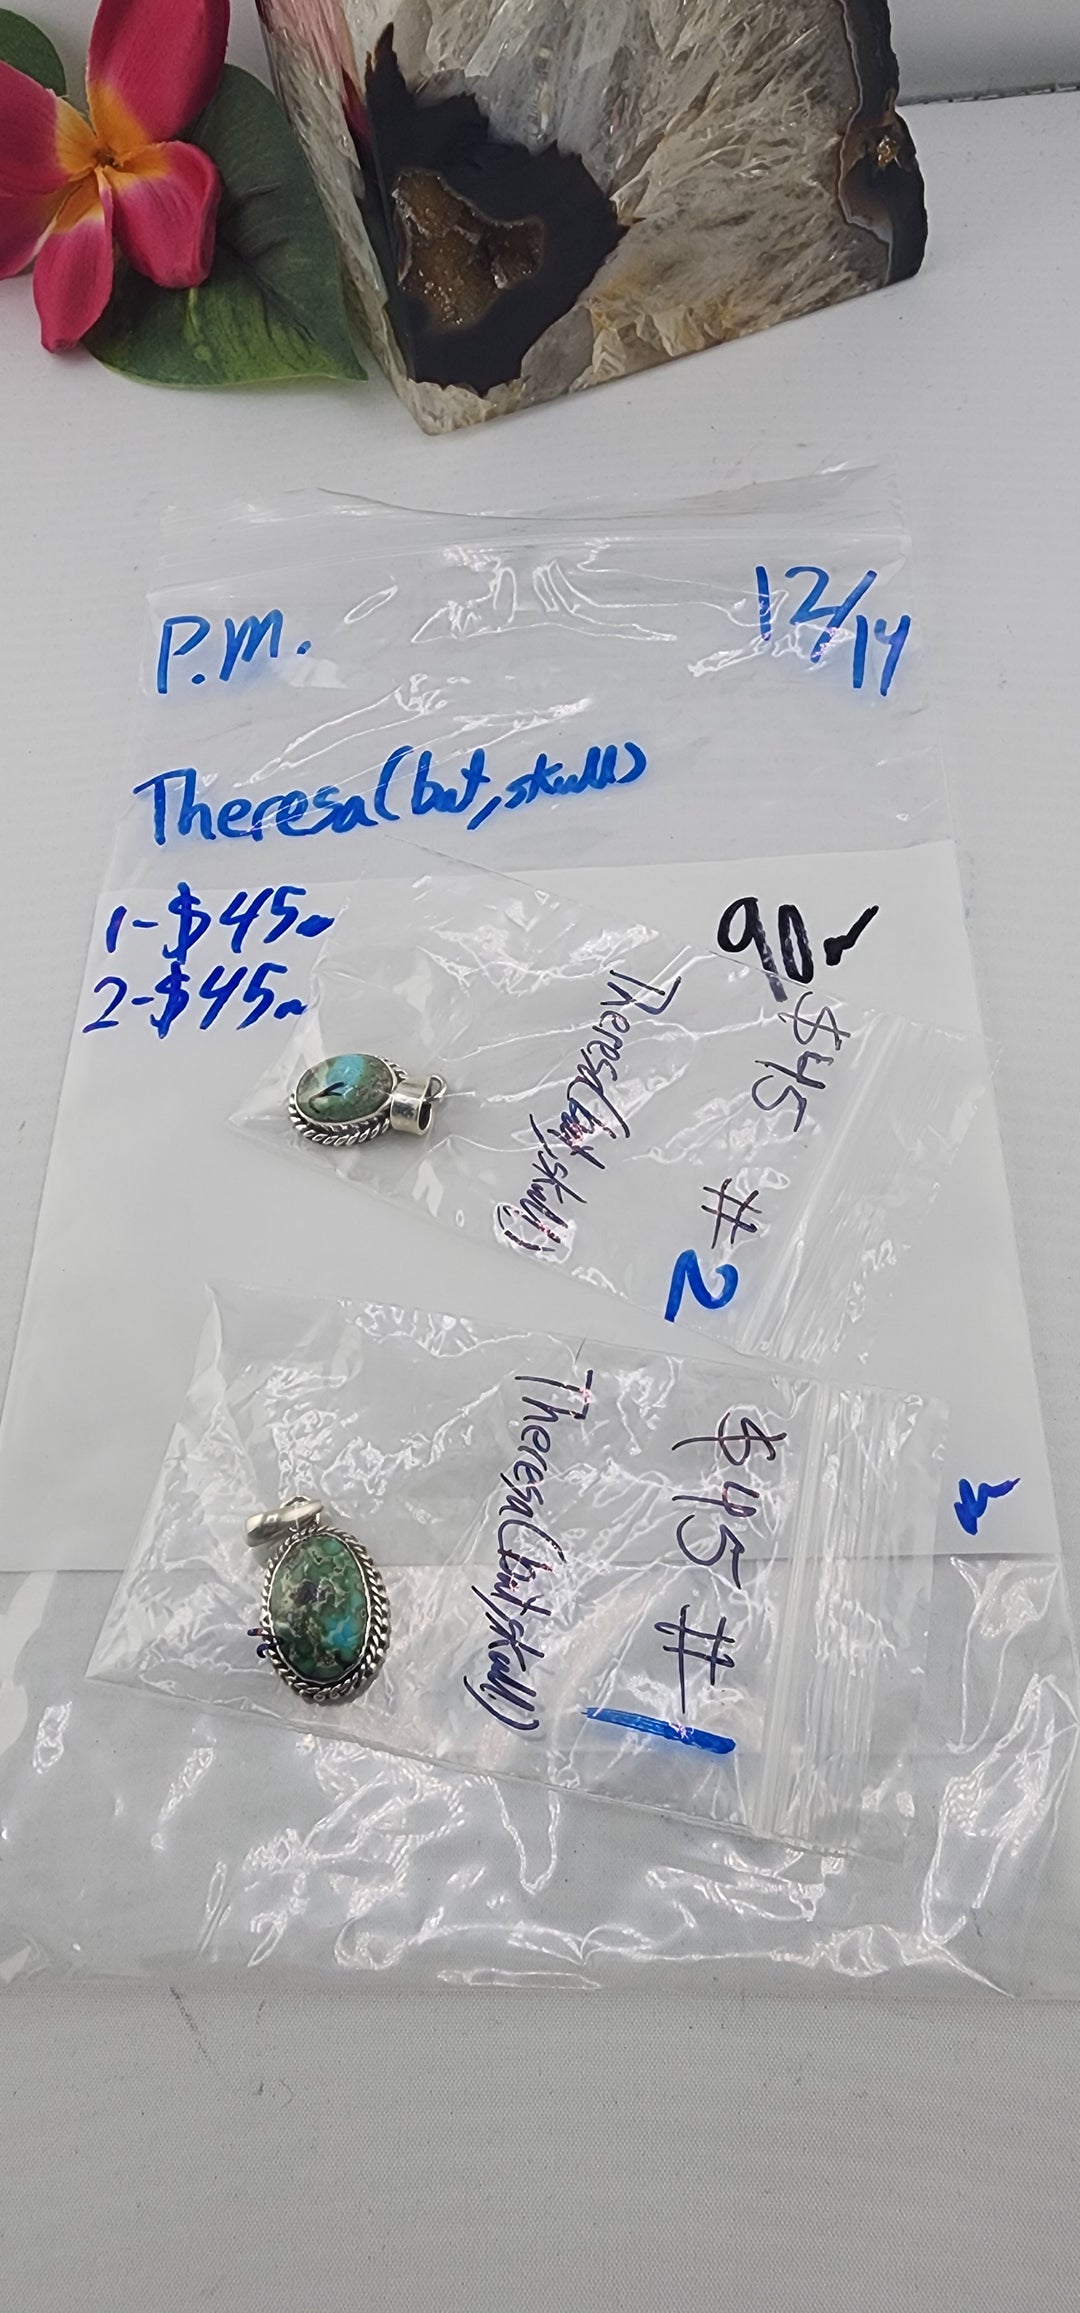 P.M.
12/14
Theresa (bat, skull)
1-$45
2-$45
90
$45 #2
Theresa (bat, skull)
$45 #1
Theresa (bat, skull)